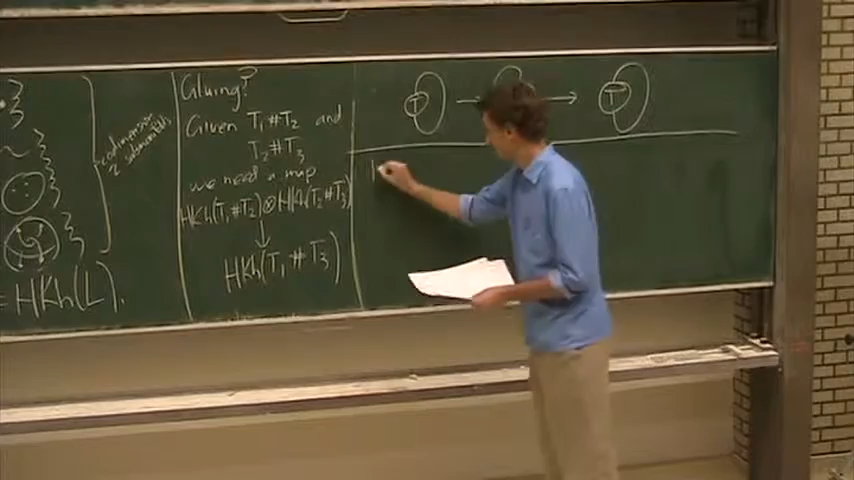 codimension
2 submanifolds
= HKh(L).
Gluing?
Given T₁#T₂ and
T₂#T₃
we need a map
HKh(T₁#T₂)⊗HKh(T₂#T₃)
↓
HKh(T₁#T₃)
T → → T